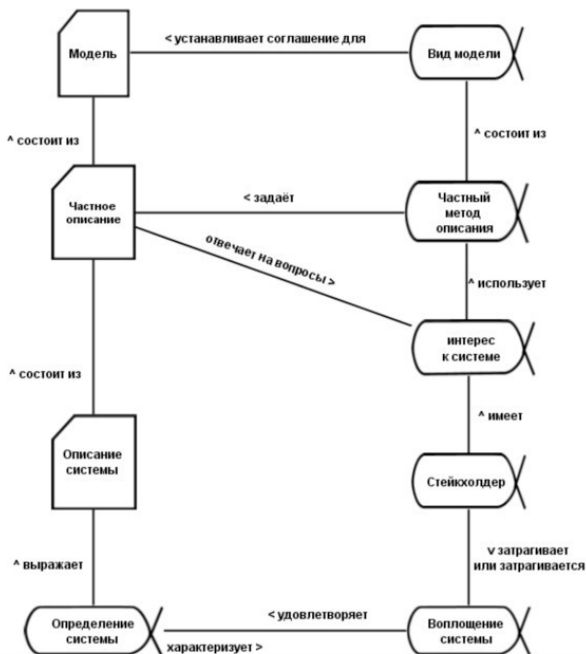 < устанавливает соглашение для
Модель
Вид модели
^ состоит из
^ состоит из
Частное
описание
< задаёт
Частный
метод
описания
отвечает на вопросы >
^ использует
интерес
к системе
^ состоит из
^ имеет
Описание
системы
Стейкхолдер
^ выражает
v затрагивает
или затрагивается
Определение
системы
< удовлетворяет
характеризует >
Воплощение
системы